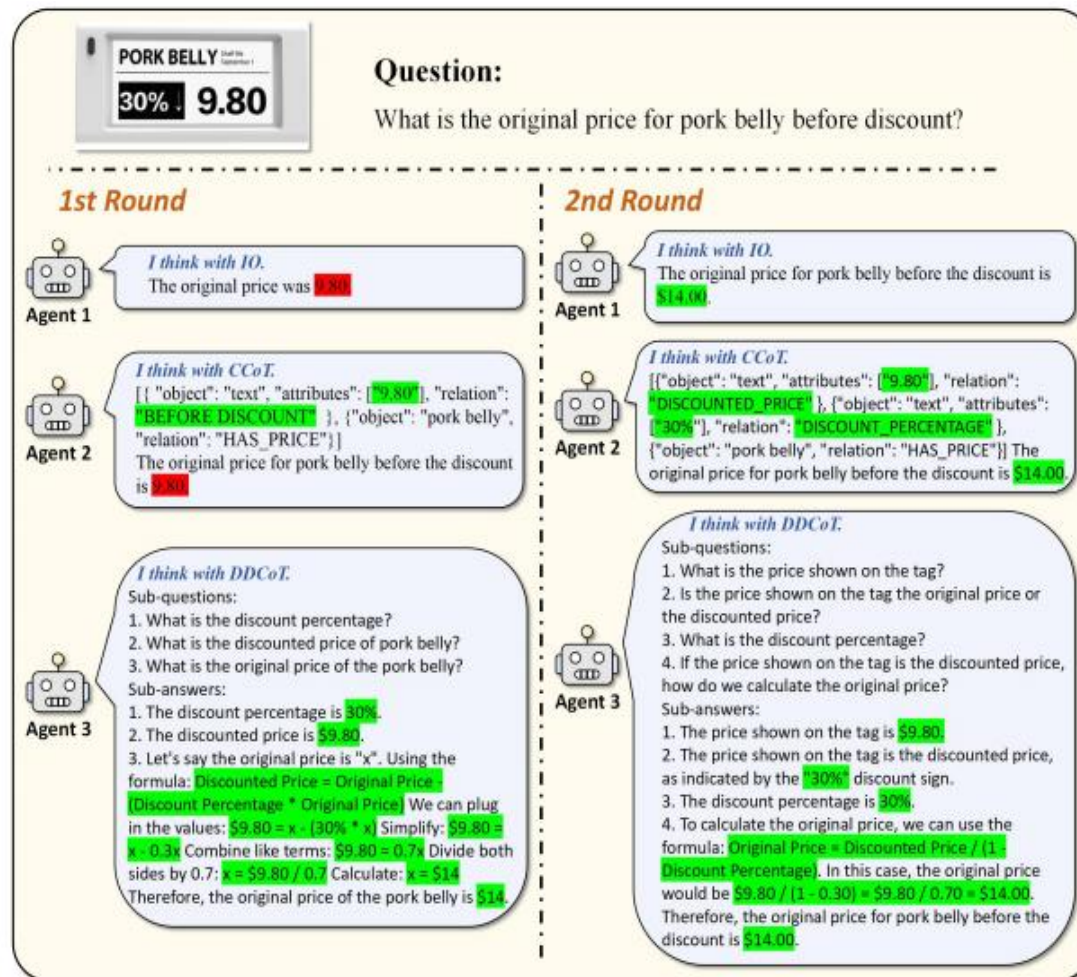 PORK BELLY
30%↓ 9.80
Question:
What is the original price for pork belly before discount?
1st Round
I think with IO.
The original price was 9.80.
Agent 1
I think with CCoT.
[{ "object": "text", "attributes": ["9.80"], "relation":
"BEFORE DISCOUNT" }, {"object": "pork belly",
"relation": "HAS_PRICE"}]
The original price for pork belly before the discount
is 9.80.
Agent 2
I think with DDCoT.
Sub-questions:
1. What is the discount percentage?
2. What is the discounted price of pork belly?
3. What is the original price of the pork belly?
Sub-answers:
1. The discount percentage is 30%.
2. The discounted price is $9.80.
3. Let's say the original price is "x". Using the
formula: Discounted Price = Original Price -
(Discount Percentage * Original Price) We can plug
in the values: $9.80 = x - (30% * x) Simplify: $9.80 =
x - 0.3x Combine like terms: $9.80 = 0.7x Divide both
sides by 0.7: x = $9.80 / 0.7 Calculate: x = $14
Therefore, the original price of the pork belly is $14.
Agent 3
2nd Round
I think with IO.
The original price for pork belly before the discount is
$14.00.
Agent 1
I think with CCoT.
[{"object": "text", "attributes": ["9.80"], "relation":
"DISCOUNTED_PRICE" }, {"object": "text", "attributes":
["30%"], "relation": "DISCOUNT_PERCENTAGE" },
{"object": "pork belly", "relation": "HAS_PRICE"}] The
original price for pork belly before the discount is $14.00.
Agent 2
I think with DDCoT.
Sub-questions:
1. What is the price shown on the tag?
2. Is the price shown on the tag the original price or
the discounted price?
3. What is the discount percentage?
4. If the price shown on the tag is the discounted price,
how do we calculate the original price?
Sub-answers:
1. The price shown on the tag is $9.80.
2. The price shown on the tag is the discounted price,
as indicated by the "30%" discount sign.
3. The discount percentage is 30%.
4. To calculate the original price, we can use the
formula: Original Price = Discounted Price / (1 -
Discount Percentage). In this case, the original price
would be $9.80 / (1 - 0.30) = $9.80 / 0.70 = $14.00.
Therefore, the original price for pork belly before the
discount is $14.00.
Agent 3